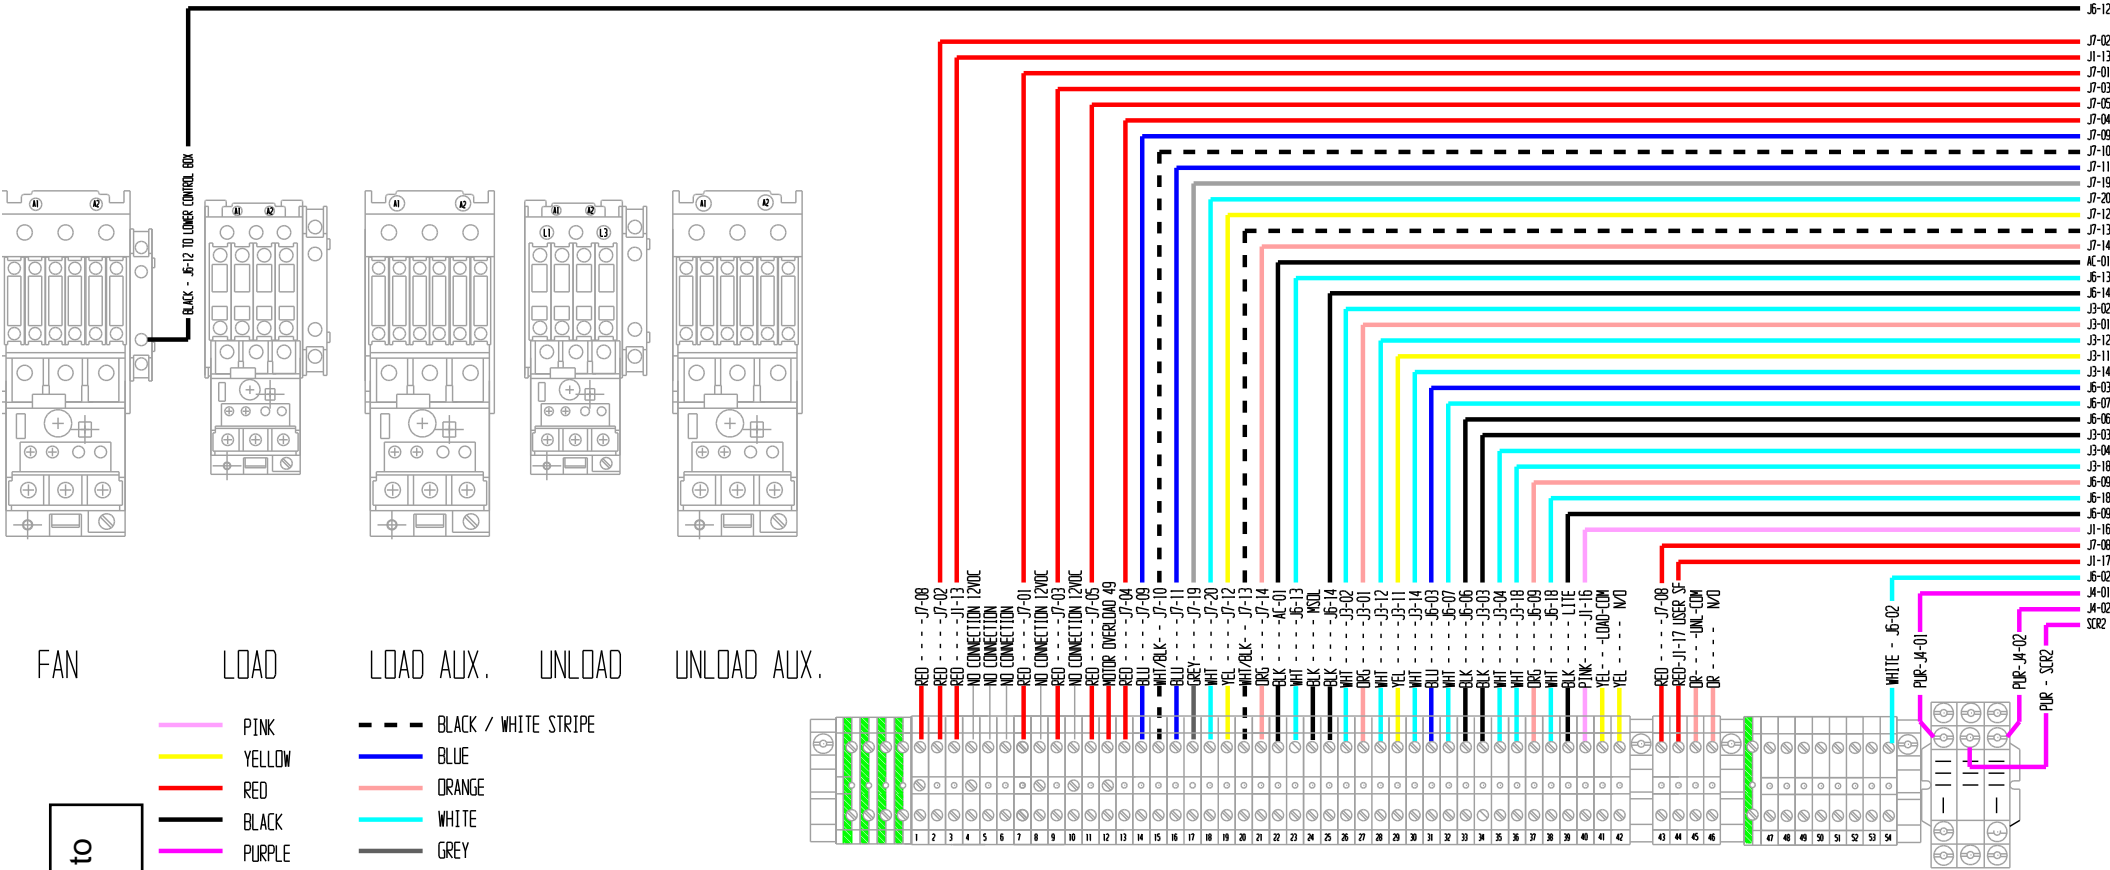 J6-12
J7-02
J1-13
J7-01
J7-03
J7-05
J7-04
J7-09
J7-10
J7-11
J7-19
J7-20
J7-12
J7-13
J7-14
AC-01
J6-13
J6-14
J3-02
J3-01
J3-12
J3-11
J3-14
J6-03
J6-07
J6-06
J3-03
J3-04
J3-18
J6-09
J6-18
J6-09
J1-16
J7-08
J1-17
J6-02
J4-01
J4-02
SCR2
BLACK - J6-12 TO LOWER CONTROL BOX
A1 A2
A1 A2
A1 A2
A1 A2
L1 L3
A1 A2
FAN LOAD LOAD AUX. UNLOAD UNLOAD AUX.
RED - - - - J7-08
RED - - - - J7-02
RED - - - - J1-13
NO CONNECTION 12VDC
NO CONNECTION
NO CONNECTION
RED - - - - J7-01
NO CONNECTION 12VDC
RED - - - - J7-03
NO CONNECTION 12VDC
RED - - - - J7-05
MOTOR OVERLOAD 49
RED - - - - J7-04
BLU - - - - J7-09
WHT/BLK - - J7-10
BLU - - - - J7-11
GREY - - - - J7-19
WHT - - - - J7-20
YEL - - - - J7-12
WHT/BLK - - J7-13
ORG - - - - J7-14
BLK - - - - AC-01
WHT - - - - J6-13
BLK - - - - MSOL
BLK - - - - J6-14
WHT - - - - J3-02
ORG - - - - J3-01
WHT - - - - J3-12
YEL - - - - J3-11
WHT - - - - J3-14
BLU - - - - J6-03
WHT - - - - J6-07
BLK - - - - J6-06
BLK - - - - J3-03
WHT - - - - J3-04
WHT - - - - J3-18
ORG - - - - J6-09
WHT - - - - J6-18
BLK - - - - LITE
PINK - - - J1-16
YEL - - LOAD-COM
YEL - - - - N/O
RED - - - - J7-08
RED-J1-17 USER SF
OR - - -UNL-COM
OR - - - - N/O
WHITE - J6-02
PUR-J4-01
PUR-J4-02
PUR - SCR2
1 2 3 4 5 6 7 8 9 10 11 12 13 14 15 16 17 18 19 20 21 22 23 24 25 26 27 28 29 30 31 32 33 34 35 36 37 38 39 40 41 42 43 44 45 46 47 48 49 50 51 52 53 54
PINK
YELLOW
RED
BLACK
PURPLE
BLACK / WHITE STRIPE
BLUE
ORANGE
WHITE
GREY
to